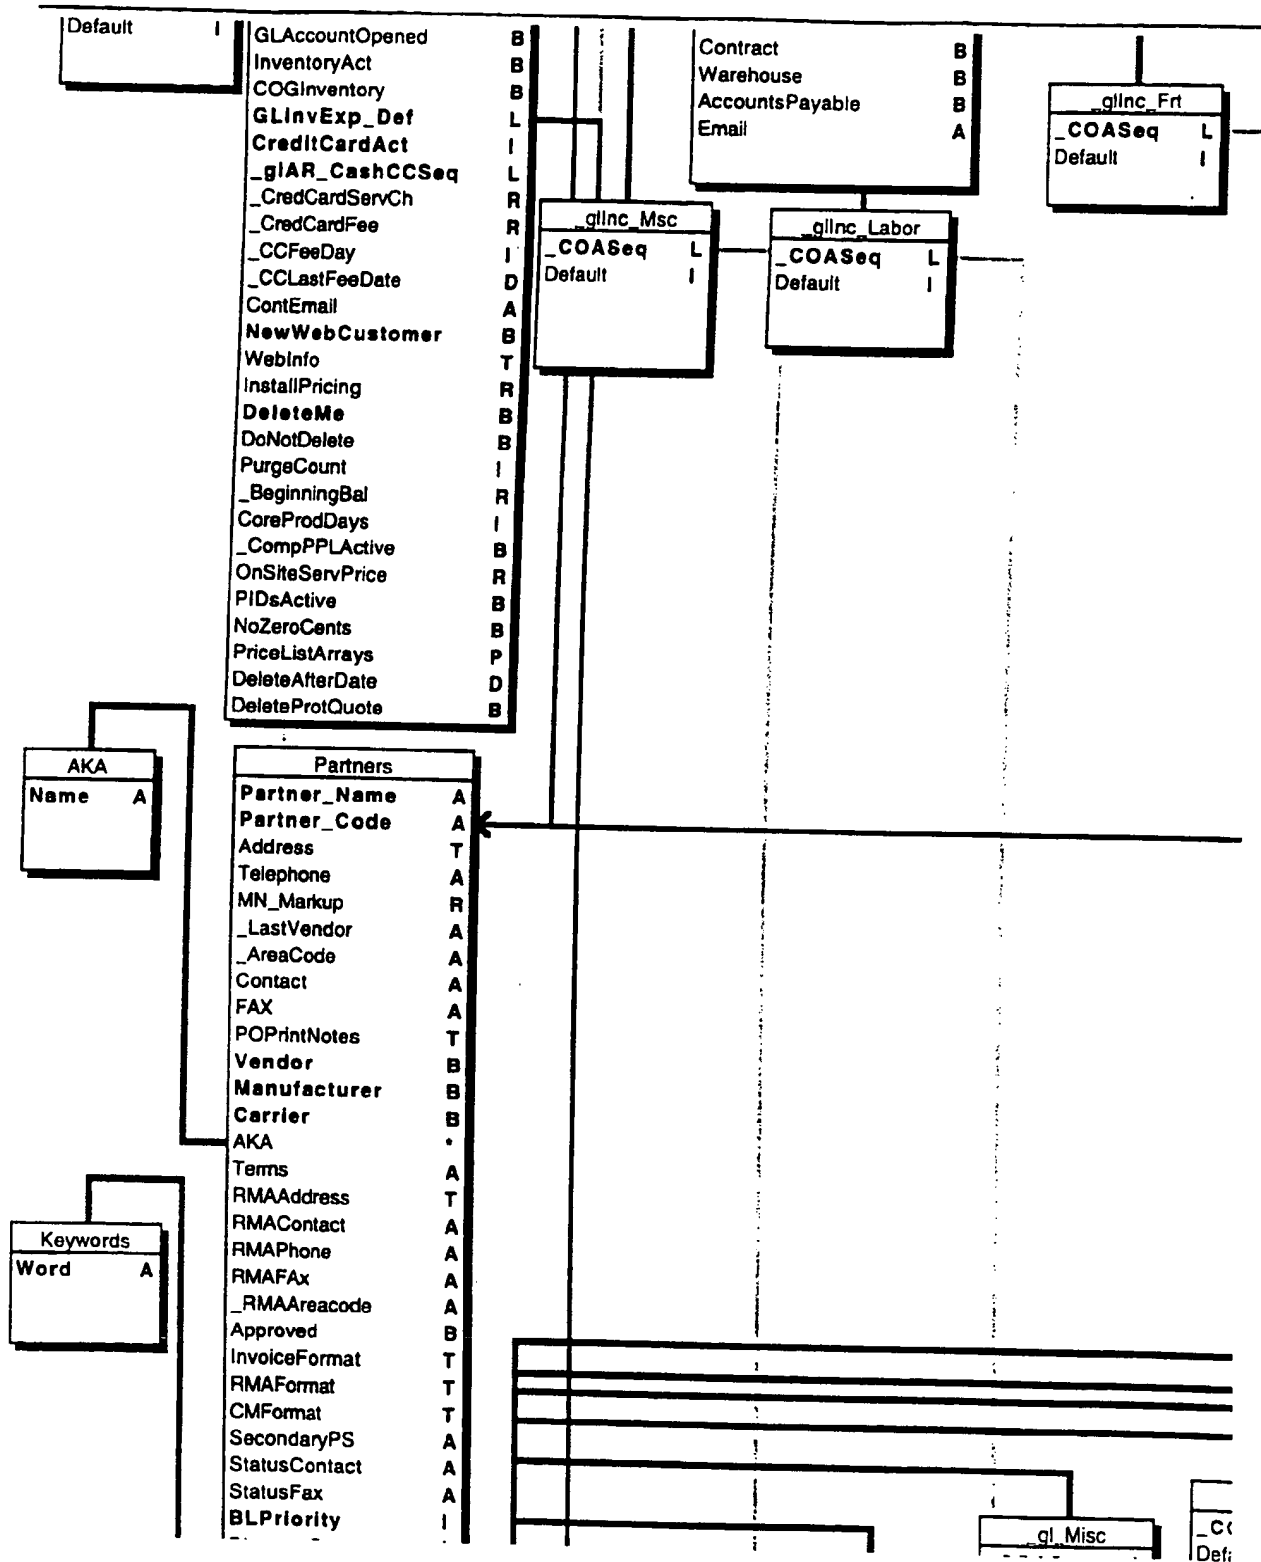 Default I
GLAccountOpened B
InventoryAct B
COGInventory B
GLInvExp_Def L
CreditCardAct I
_glAR_CashCCSeq L
_CredCardServCh R
_CredCardFee R
_CCFeeDay I
_CCLastFeeDate D
ContEmail A
NewWebCustomer B
WebInfo T
InstallPricing R
DeleteMe B
DoNotDelete B
PurgeCount I
_BeginningBal R
CoreProdDays I
_CompPPLActive B
OnSiteServPrice R
PIDsActive B
NoZeroCents B
PriceListArrays P
DeleteAfterDate D
DeleteProtQuote B
Contract B
Warehouse B
AccountsPayable B
Email A
_glInc_Frt
_COASeq L
Default I
_glInc_Msc
_COASeq L
Default I
_glInc_Labor
_COASeq L
Default I
AKA
Name A
Partners
Partner_Name A
Partner_Code A
Address T
Telephone A
MN_Markup R
_LastVendor A
_AreaCode A
Contact A
FAX A
POPrintNotes T
Vendor B
Manufacturer B
Carrier B
AKA *
Terms A
RMAAddress T
RMAContact A
RMAPhone A
RMAFAx A
_RMAAreacode A
Approved B
InvoiceFormat T
RMAFormat T
CMFormat T
SecondaryPS A
StatusContact A
StatusFax A
BLPriority I
Keywords
Word A
_gl_Misc
_CO
Defa